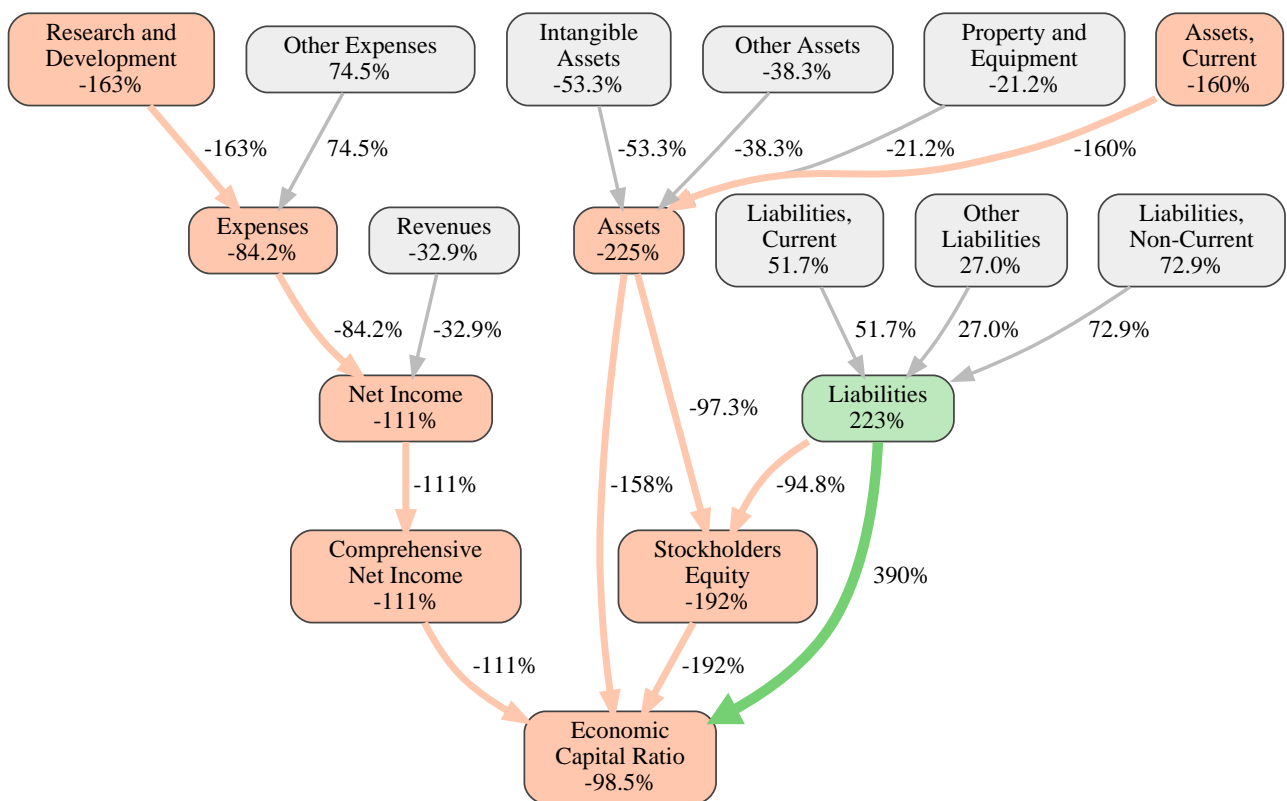 Research and
Development
-163%
Other Expenses
74.5%
Intangible
Assets
-53.3%
Other Assets
-38.3%
Property and
Equipment
-21.2%
Assets,
Current
-160%
-163%
74.5%
-53.3%
-38.3%
-21.2%
-160%
Expenses
-84.2%
Revenues
-32.9%
Assets
-225%
Liabilities,
Current
51.7%
Other
Liabilities
27.0%
Liabilities,
Non-Current
72.9%
-84.2%
-32.9%
51.7%
27.0%
72.9%
Net Income
-111%
-97.3%
Liabilities
223%
-111%
-158%
-94.8%
Comprehensive
Net Income
-111%
Stockholders
Equity
-192%
390%
-111%
-192%
Economic
Capital Ratio
-98.5%